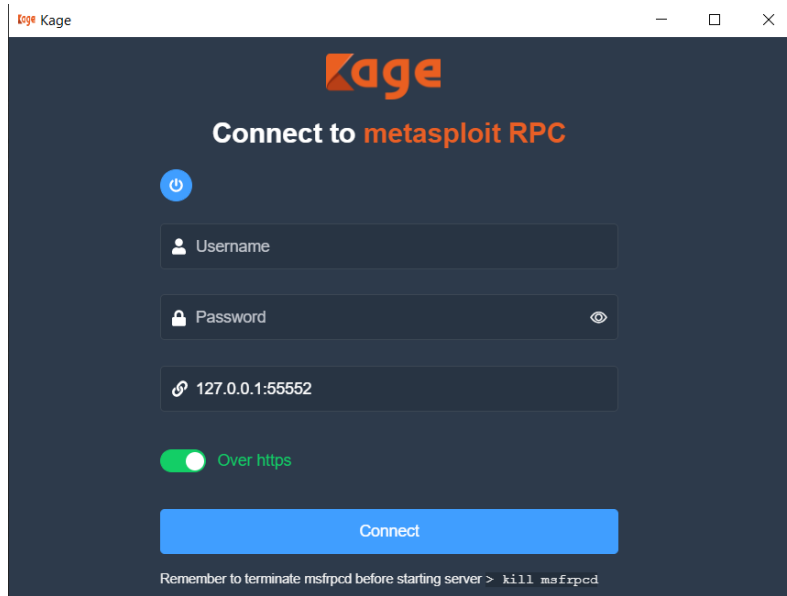 Kage Kage
Kage
Connect to metasploit RPC
Username
Password
127.0.0.1:55552
Over https
Connect
Remember to terminate msfrpcd before starting server > kill msfrpcd